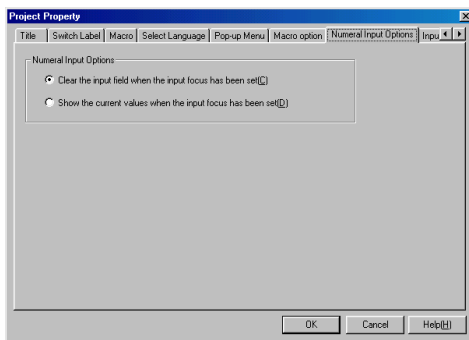 Project Property
Title Switch Label Macro Select Language Pop-up Menu Macro option Numeral Input Options Inpu
Numeral Input Options
Clear the input field when the input focus has been set(C)
Show the current values when the input focus has been set(D)
OK Cancel Help(H)